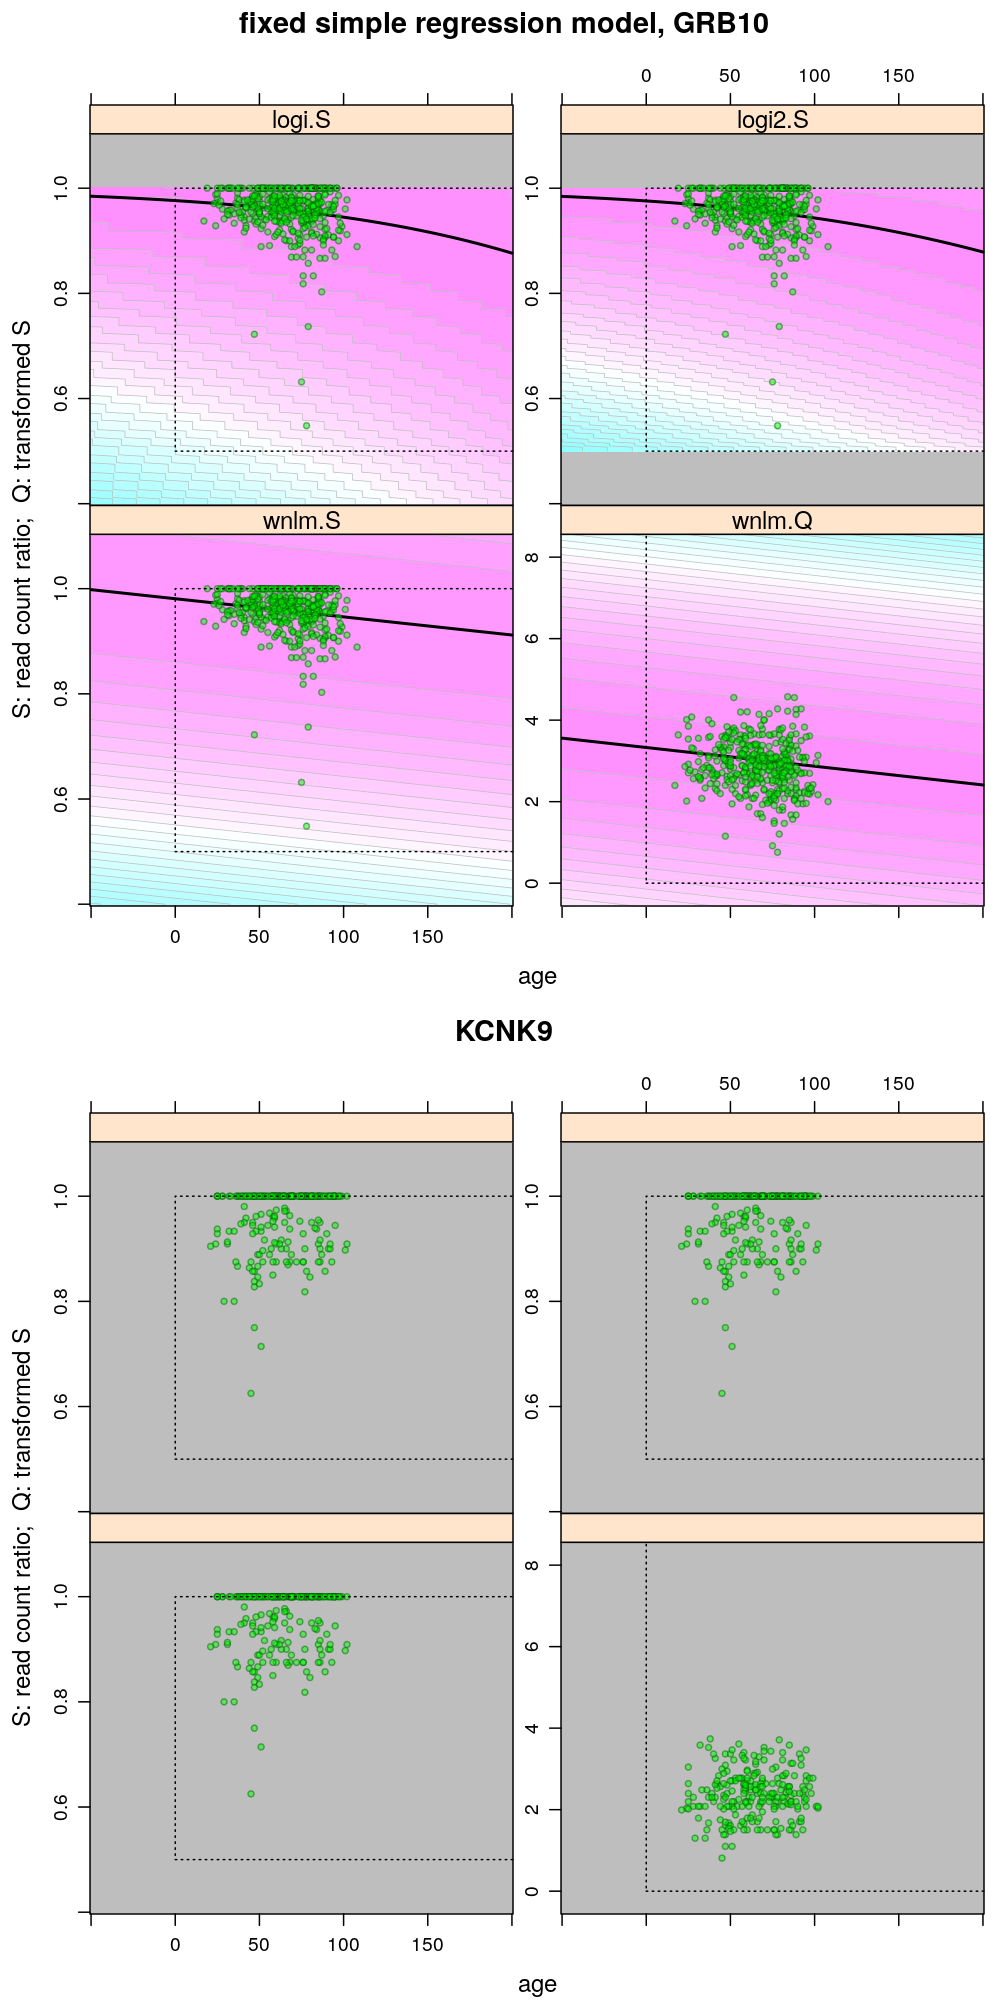 fixed simple regression model, GRB10
0 50 100 150
logi.S logi2.S
1.0 1.0
0.8 0.8
0.6 0.6
S: read count ratio;  Q: transformed S
wnlm.S wnlm.Q
1.0 8
0.8 6
0.6 4
2
0
0 50 100 150
age
KCNK9
0 50 100 150
1.0 1.0
0.8 0.8
0.6 0.6
S: read count ratio;  Q: transformed S
1.0 8
0.8 6
0.6 4
2
0
0 50 100 150
age